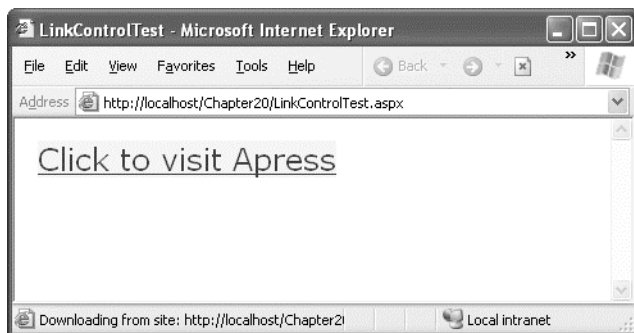 LinkControlTest - Microsoft Internet Explorer
File Edit View Favorites Tools Help Back »
Address http://localhost/Chapter20/LinkControlTest.aspx
Click to visit Apress
Downloading from site: http://localhost/Chapter2 Local intranet